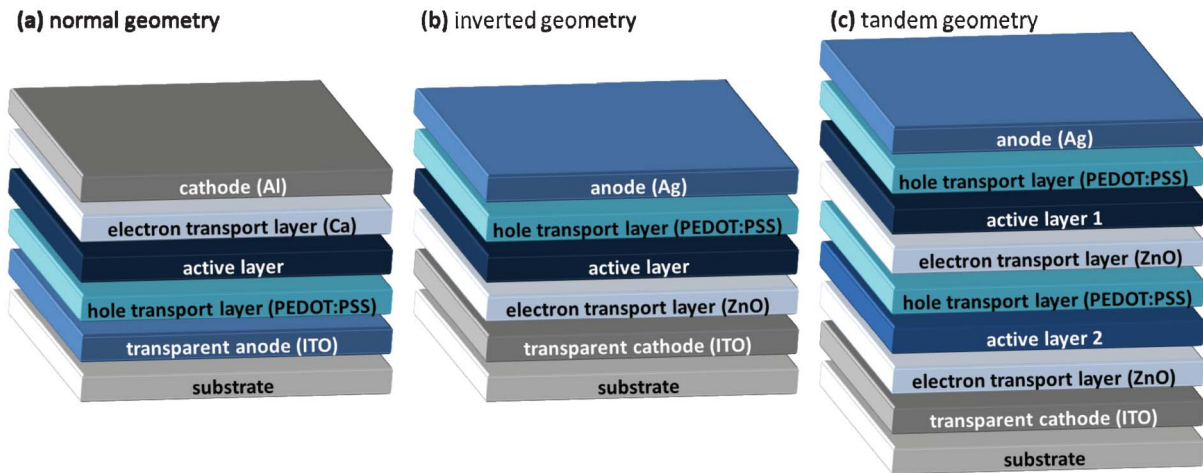 (a) normal geometry
cathode (Al)
electron transport layer (Ca)
active layer
hole transport layer (PEDOT:PSS)
transparent anode (ITO)
substrate
(b) inverted geometry
anode (Ag)
hole transport layer (PEDOT:PSS)
active layer
electron transport layer (ZnO)
transparent cathode (ITO)
substrate
(c) tandem geometry
anode (Ag)
hole transport layer (PEDOT:PSS)
active layer 1
electron transport layer (ZnO)
hole transport layer (PEDOT:PSS)
active layer 2
electron transport layer (ZnO)
transparent cathode (ITO)
substrate